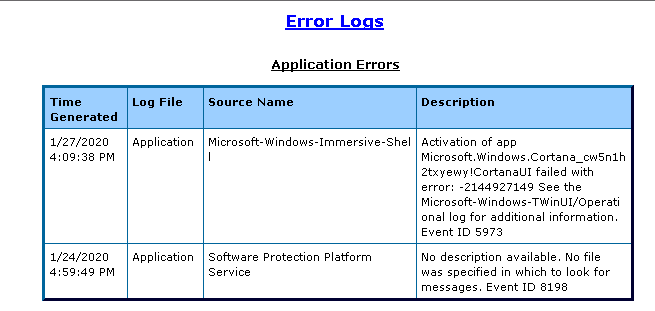 Error Logs
Application Errors
Time Generated
Log File
Source Name
Description
1/27/2020
4:09:38 PM
Application
Microsoft-Windows-Immersive-Shel
l
Activation of app
Microsoft.Windows.Cortana_cw5n1h
2txyewy!CortanaUI failed with
error: -2144927149 See the
Microsoft-Windows-TWinUI/Operati
onal log for additional information.
Event ID 5973
1/24/2020
4:59:49 PM
Application
Software Protection Platform
Service
No description available. No file
was specified in which to look for
messages. Event ID 8198